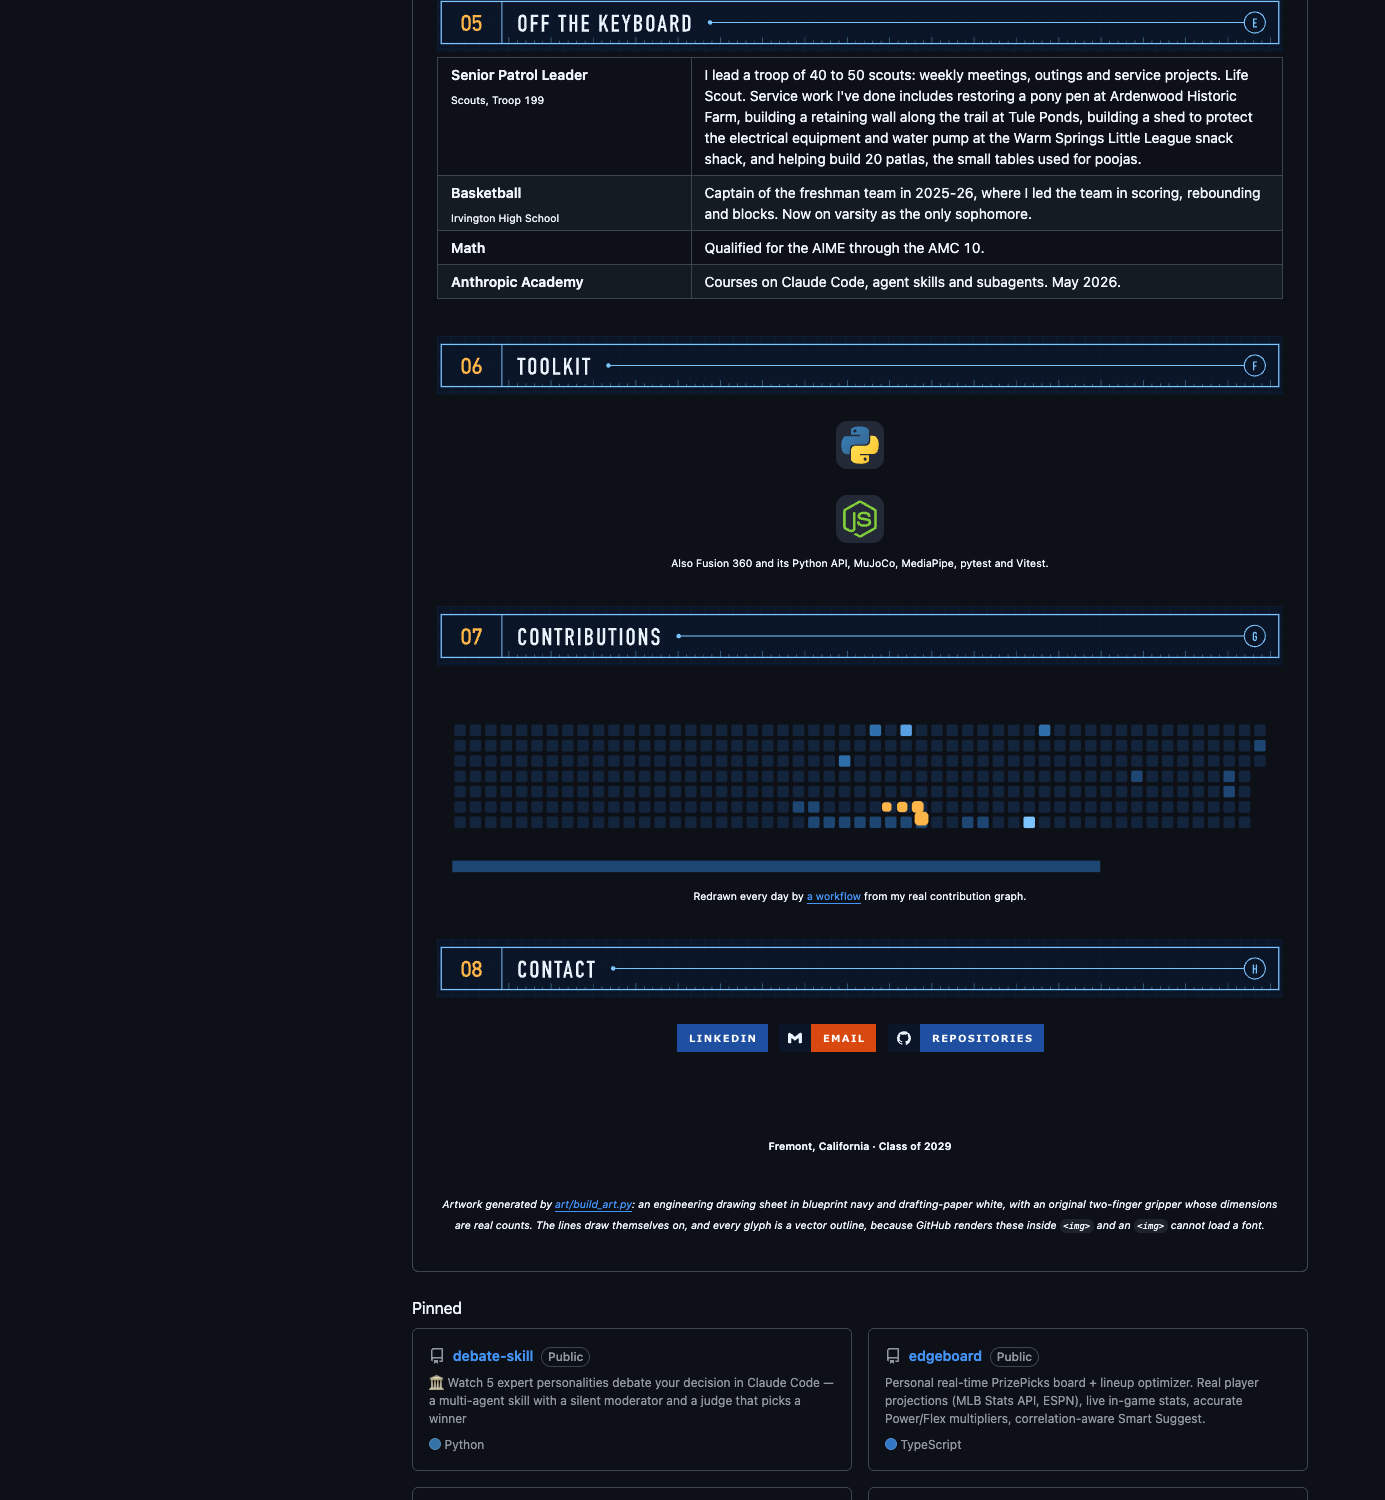 05 OFF THE KEYBOARD E
Senior Patrol Leader
Scouts, Troop 199
I lead a troop of 40 to 50 scouts: weekly meetings, outings and service projects. Life
Scout. Service work I've done includes restoring a pony pen at Ardenwood Historic
Farm, building a retaining wall along the trail at Tule Ponds, building a shed to protect
the electrical equipment and water pump at the Warm Springs Little League snack
shack, and helping build 20 patlas, the small tables used for poojas.
Basketball
Irvington High School
Captain of the freshman team in 2025-26, where I led the team in scoring, rebounding
and blocks. Now on varsity as the only sophomore.
Math
Qualified for the AIME through the AMC 10.
Anthropic Academy
Courses on Claude Code, agent skills and subagents. May 2026.
06 TOOLKIT F
JS
Also Fusion 360 and its Python API, MuJoCo, MediaPipe, pytest and Vitest.
07 CONTRIBUTIONS G
Redrawn every day by a workflow from my real contribution graph.
08 CONTACT H
LINKEDIN EMAIL REPOSITORIES
Fremont, California · Class of 2029
Artwork generated by art/build_art.py: an engineering drawing sheet in blueprint navy and drafting-paper white, with an original two-finger gripper whose dimensions
are real counts. The lines draw themselves on, and every glyph is a vector outline, because GitHub renders these inside <img> and an <img> cannot load a font.
Pinned
debate-skill Public
🏛️ Watch 5 expert personalities debate your decision in Claude Code —
a multi-agent skill with a silent moderator and a judge that picks a
winner
Python
edgeboard Public
Personal real-time PrizePicks board + lineup optimizer. Real player
projections (MLB Stats API, ESPN), live in-game stats, accurate
Power/Flex multipliers, correlation-aware Smart Suggest.
TypeScript